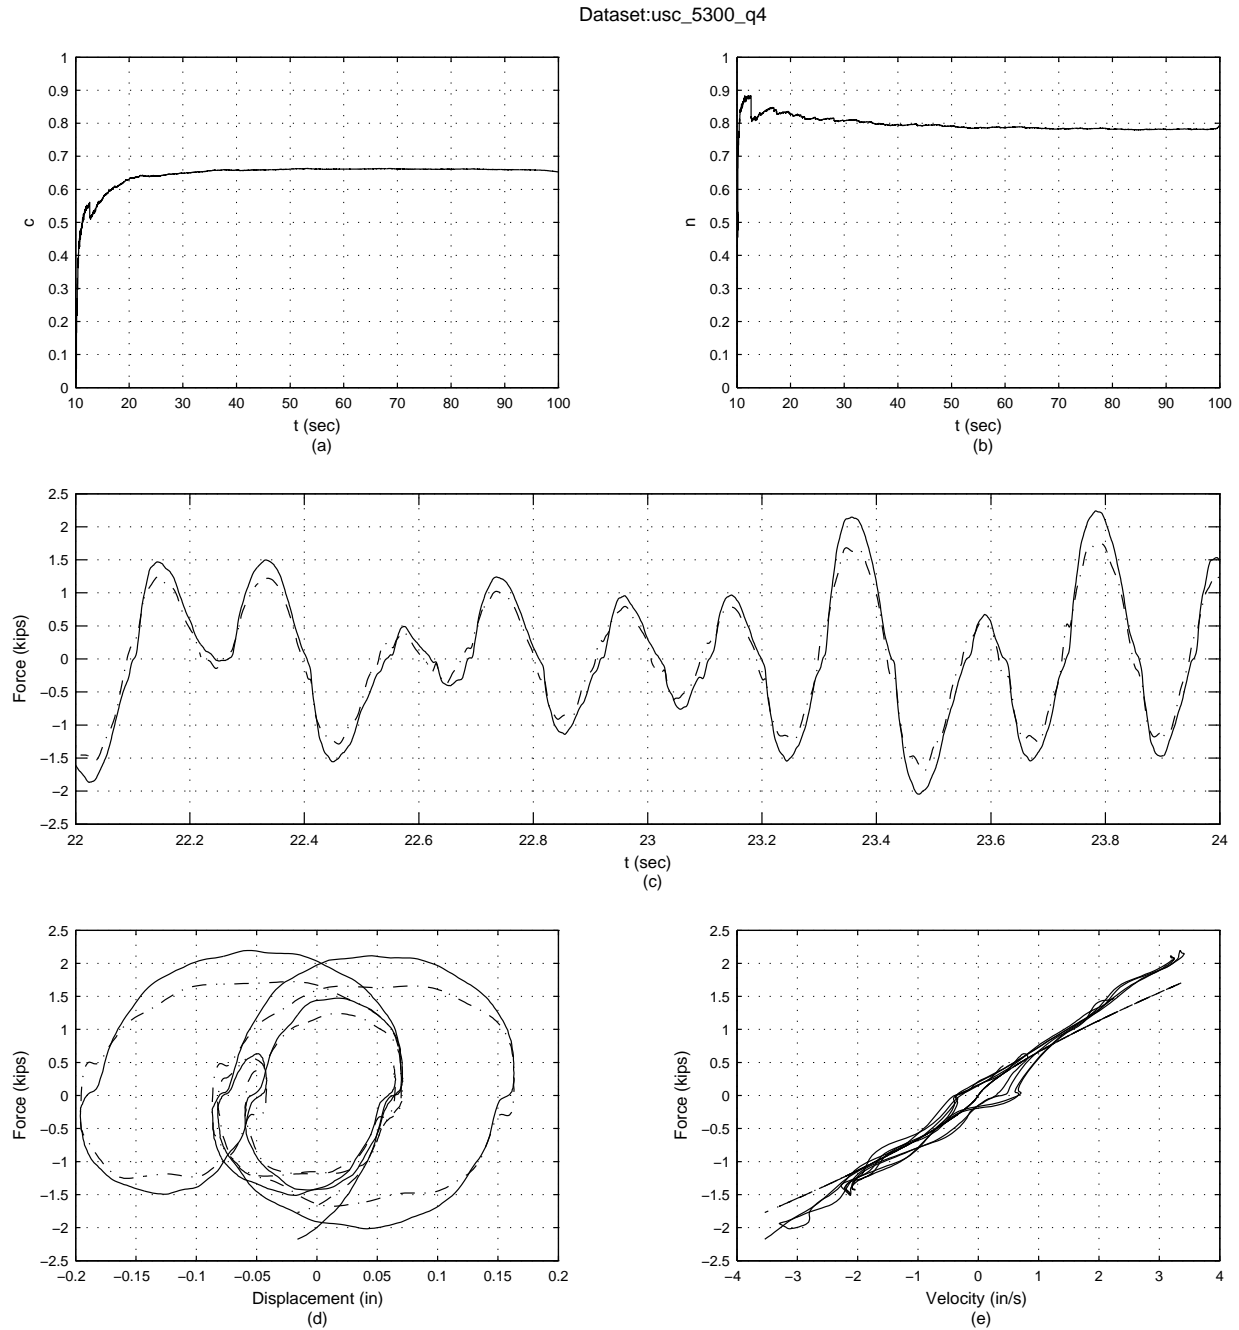 Dataset:usc_5300_q4
1
0.9
0.8
0.7
0.6
0.5
0.4
0.3
0.2
0.1
0
c
10 20 30 40 50 60 70 80 90 100
t (sec)
(a)
1
0.9
0.8
0.7
0.6
0.5
0.4
0.3
0.2
0.1
0
n
10 20 30 40 50 60 70 80 90 100
t (sec)
(b)
2.5
2
1.5
1
0.5
0
−0.5
−1
−1.5
−2
−2.5
Force (kips)
22 22.2 22.4 22.6 22.8 23 23.2 23.4 23.6 23.8 24
t (sec)
(c)
2.5
2
1.5
1
0.5
0
−0.5
−1
−1.5
−2
−2.5
Force (kips)
−0.2 −0.15 −0.1 −0.05 0 0.05 0.1 0.15 0.2
Displacement (in)
(d)
2.5
2
1.5
1
0.5
0
−0.5
−1
−1.5
−2
−2.5
Force (kips)
−4 −3 −2 −1 0 1 2 3 4
Velocity (in/s)
(e)